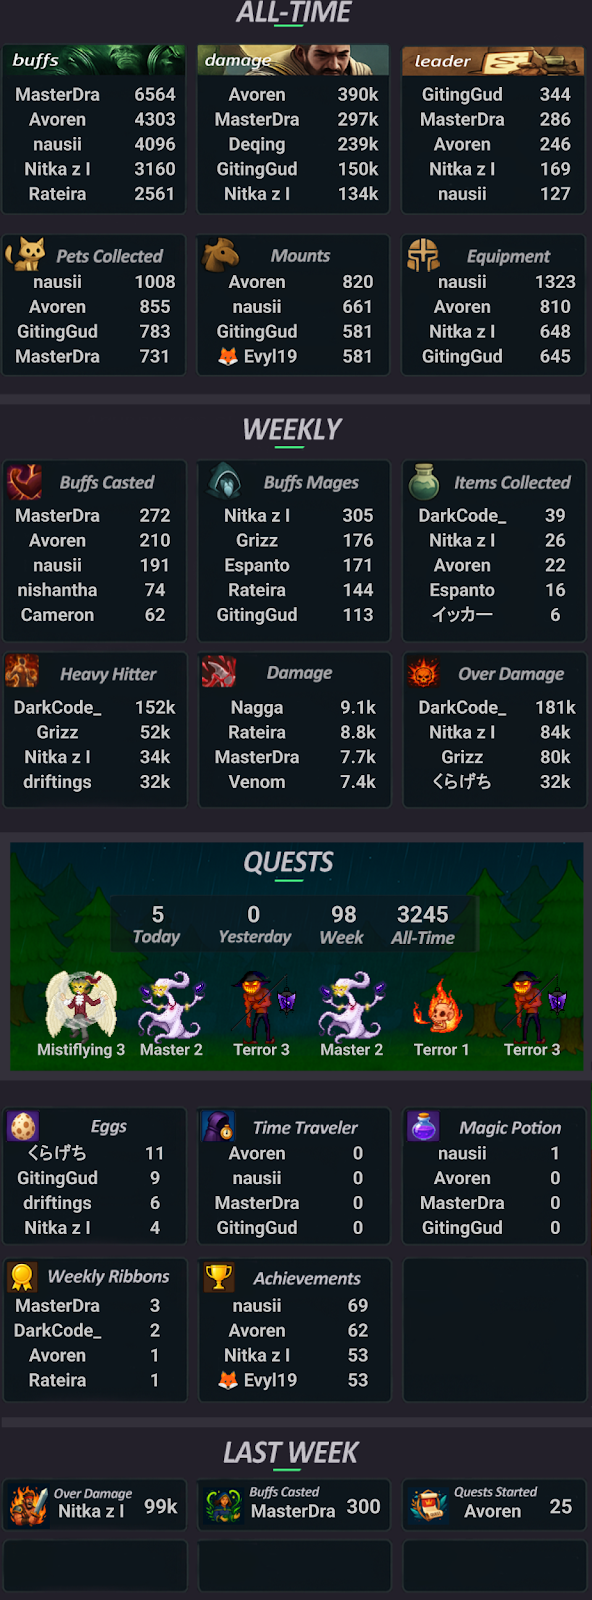 ALL-TIME
buffs
MasterDra 6564
Avoren 4303
nausii 4096
Nitka z l 3160
Rateira 2561
damage
Avoren 390k
MasterDra 297k
Deqing 239k
GitingGud 150k
Nitka z l 134k
leader
GitingGud 344
MasterDra 286
Avoren 246
Nitka z l 169
nausii 127
Pets Collected
nausii 1008
Avoren 855
GitingGud 783
MasterDra 731
Mounts
Avoren 820
nausii 661
GitingGud 581
🦊 Evyl19 581
Equipment
nausii 1323
Avoren 810
Nitka z l 648
GitingGud 645
WEEKLY
Buffs Casted
MasterDra 272
Avoren 210
nausii 191
nishantha 74
Cameron 62
Buffs Mages
Nitka z l 305
Grizz 176
Espanto 171
Rateira 144
GitingGud 113
Items Collected
DarkCode_ 39
Nitka z l 26
Avoren 22
Espanto 16
イッカー 6
Heavy Hitter
DarkCode_ 152k
Grizz 52k
Nitka z l 34k
driftings 32k
Damage
Nagga 9.1k
Rateira 8.8k
MasterDra 7.7k
Venom 7.4k
Over Damage
DarkCode_ 181k
Nitka z l 84k
Grizz 80k
くらげち 32k
QUESTS
5 0 98 3245
Today Yesterday Week All-Time
Mistiflying 3 Master 2 Terror 3 Master 2 Terror 1 Terror 3
Eggs
くらげち 11
GitingGud 9
driftings 6
Nitka z l 4
Time Traveler
Avoren 0
nausii 0
MasterDra 0
GitingGud 0
Magic Potion
nausii 1
Avoren 0
MasterDra 0
GitingGud 0
Weekly Ribbons
MasterDra 3
DarkCode_ 2
Avoren 1
Rateira 1
Achievements
nausii 69
Avoren 62
Nitka z l 53
🦊 Evyl19 53
LAST WEEK
Over Damage
Nitka z l 99k
Buffs Casted
MasterDra 300
Quests Started
Avoren 25